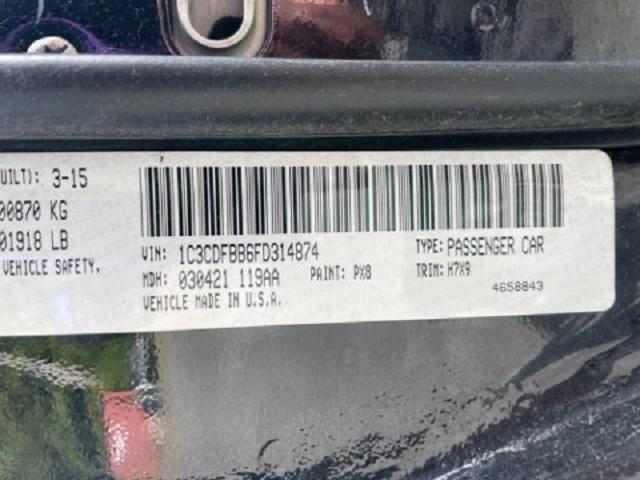 UILT): 3-15
00870 KG
01918 LB
VEHICLE SAFETY.
VIN: 1C3CDFBB6FD314874
TYPE: PASSENGER CAR
MDH: 030421 119AA PAINT: PX8
TRIM: H7X9
VEHICLE MADE IN U.S.A.
4658843